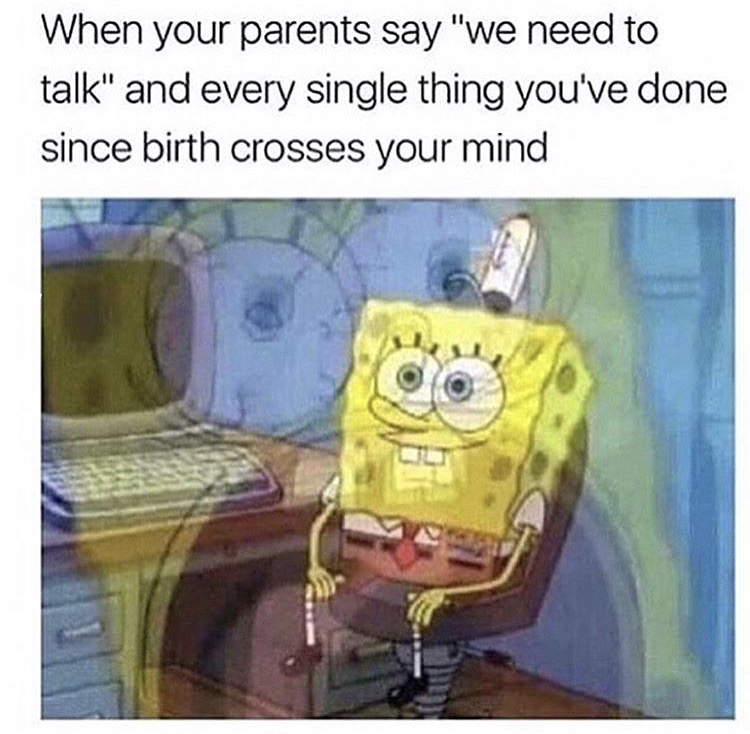 When your parents say "we need to
talk" and every single thing you've done
since birth crosses your mind